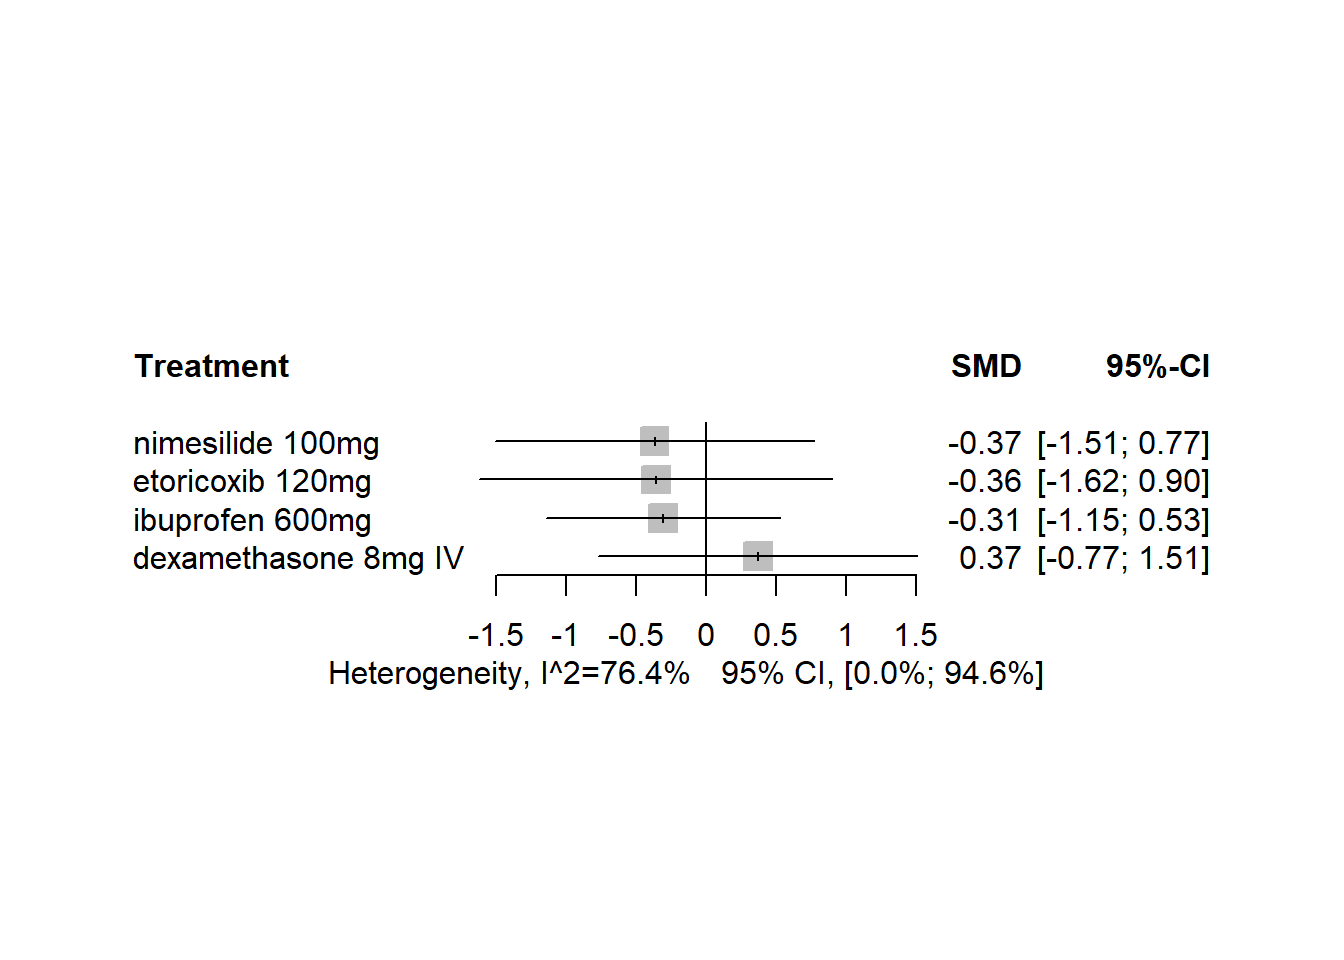 Treatment SMD 95%-CI
nimesilide 100mg -0.37 [-1.51; 0.77]
etoricoxib 120mg -0.36 [-1.62; 0.90]
ibuprofen 600mg -0.31 [-1.15; 0.53]
dexamethasone 8mg IV 0.37 [-0.77; 1.51]
-1.5 -1 -0.5 0 0.5 1 1.5
Heterogeneity, I^2=76.4% 95% CI, [0.0%; 94.6%]